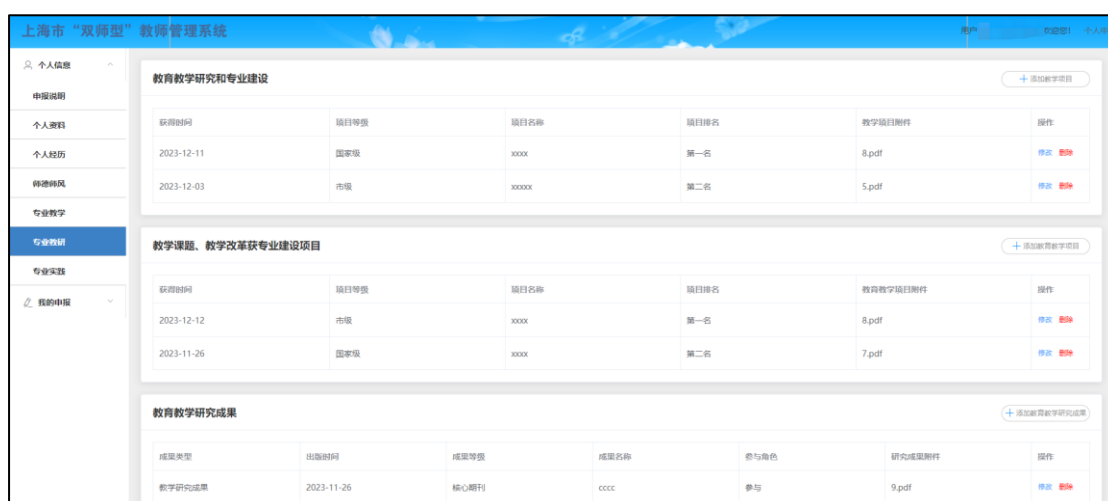 上海市“双师型”教师管理系统
用户 欢迎您! 个人中
个人信息
申报说明
个人资料
个人经历
师德师风
专业教学
专业教研
专业实践
我的申报
教育教学研究和专业建设
添加教学项目
获得时间 项目等级 项目名称 项目排名 教学项目附件 操作
2023-12-11 国家级 xxxx 第一名 8.pdf 修改 删除
2023-12-03 市级 xxxxx 第二名 5.pdf 修改 删除
教学课题、教学改革获专业建设项目
添加教育教学项目
获得时间 项目等级 项目名称 项目排名 教育教学项目附件 操作
2023-12-12 市级 xxxx 第一名 8.pdf 修改 删除
2023-11-26 国家级 xxxx 第二名 7.pdf 修改 删除
教育教学研究成果
添加教育教学研究成果
成果类型 出版时间 成果等级 成果名称 参与角色 研究成果附件 操作
教学研究成果 2023-11-26 核心期刊 cccc 参与 9.pdf 修改 删除